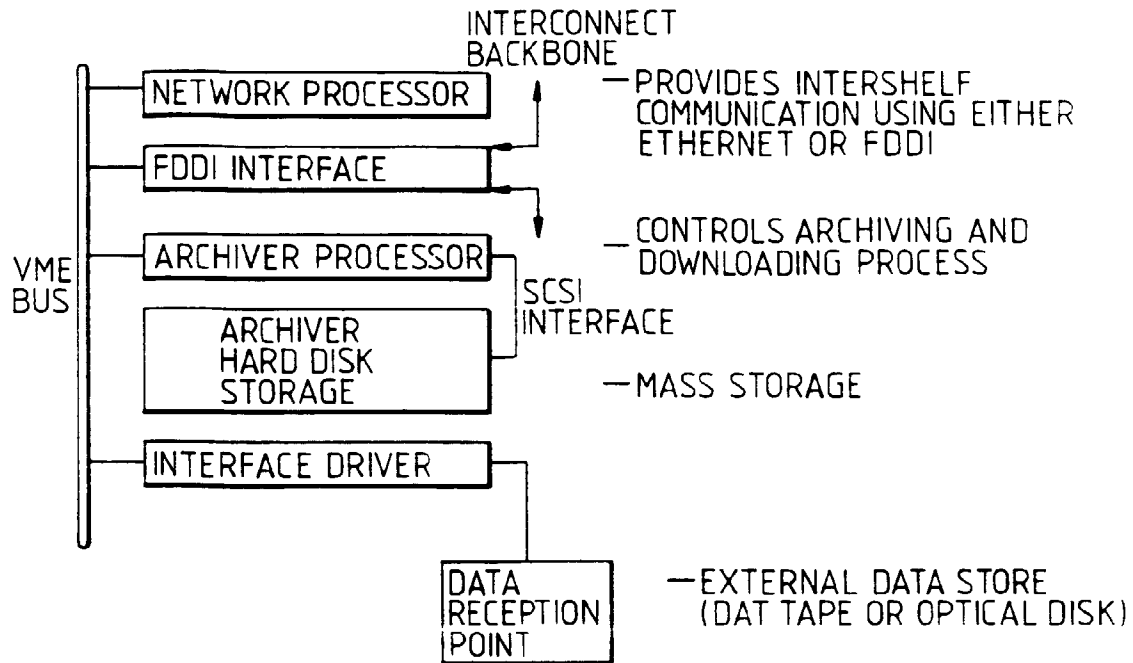 INTERCONNECT
BACKBONE
NETWORK PROCESSOR
—PROVIDES INTERSHELF
COMMUNICATION USING EITHER
ETHERNET OR FDDI
FDDI INTERFACE
VME
BUS
ARCHIVER PROCESSOR
—CONTROLS ARCHIVING AND
DOWNLOADING PROCESS
SCSI
INTERFACE
ARCHIVER
HARD DISK
STORAGE
—MASS STORAGE
INTERFACE DRIVER
DATA
RECEPTION
POINT
—EXTERNAL DATA STORE
(DAT TAPE OR OPTICAL DISK)